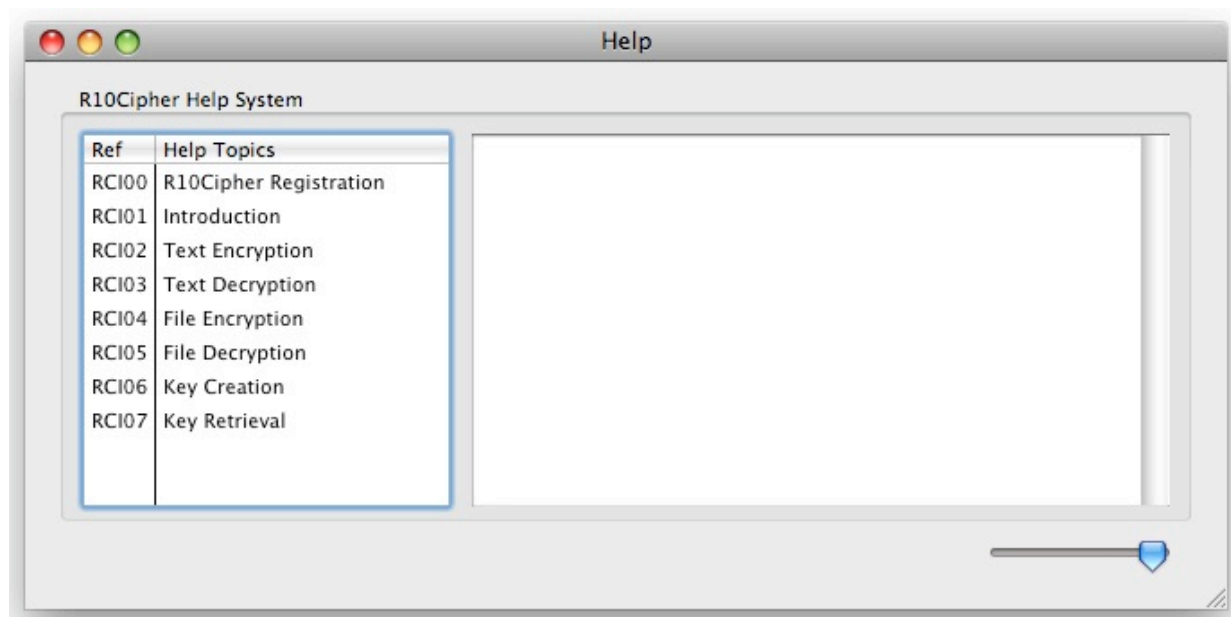 Help
R10Cipher Help System
Ref Help Topics
RCI00 R10Cipher Registration
RCI01 Introduction
RCI02 Text Encryption
RCI03 Text Decryption
RCI04 File Encryption
RCI05 File Decryption
RCI06 Key Creation
RCI07 Key Retrieval